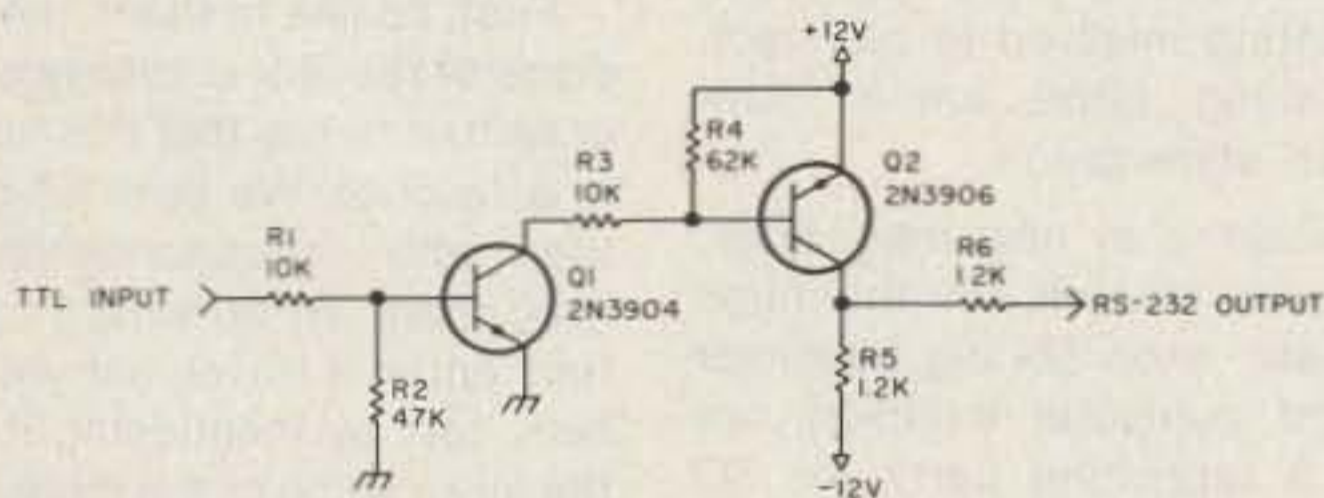 +12V
R4
62K
R3
10K
Q2
2N3906
R1
10K
R6
1.2K
TTL INPUT
Q1
2N3904
RS-232 OUTPUT
R5
1.2K
R2
47K
-12V